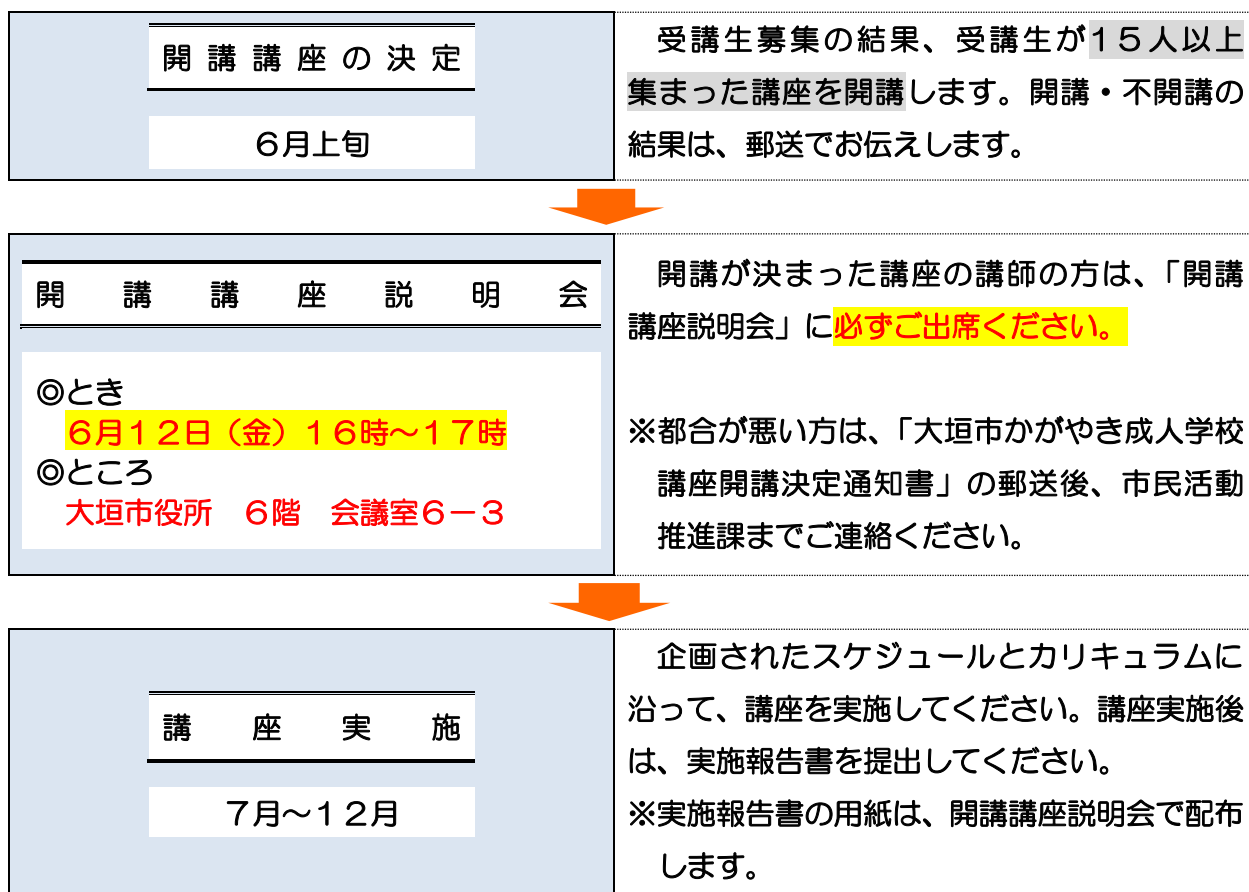 開講講座の決定
６月上旬
受講生募集の結果、受講生が１５人以上
集まった講座を開講します。開講・不開講の
結果は、郵送でお伝えします。
開講講座説明会
◎とき
６月１２日（金）１６時～１７時
◎ところ
大垣市役所　６階　会議室６－３
開講が決まった講座の講師の方は、「開講
講座説明会」に必ずご出席ください。
※都合が悪い方は、「大垣市かがやき成人学校
講座開講決定通知書」の郵送後、市民活動
推進課までご連絡ください。
講座実施
７月～１２月
企画されたスケジュールとカリキュラムに
沿って、講座を実施してください。講座実施後
は、実施報告書を提出してください。
※実施報告書の用紙は、開講講座説明会で配布
します。